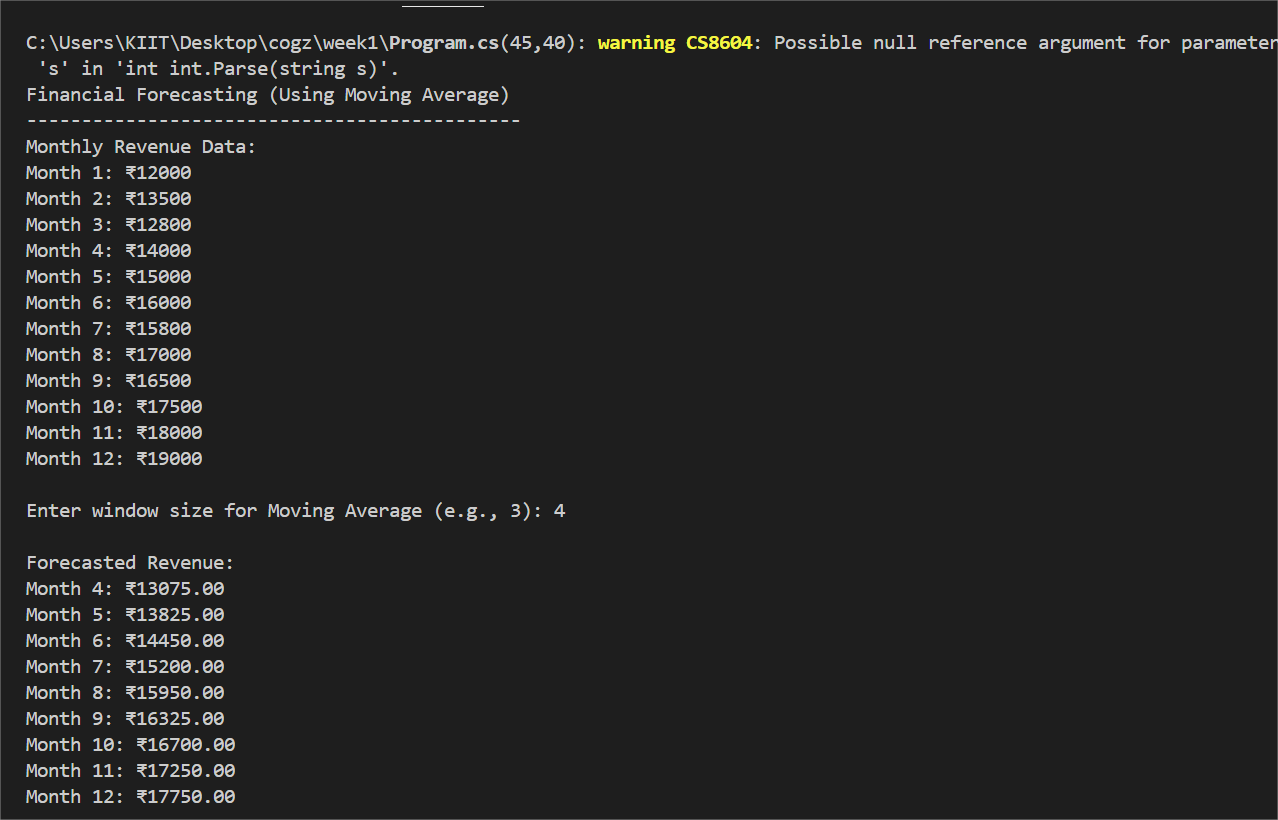 C:\Users\KIIT\Desktop\cogz\week1\Program.cs(45,40): warning CS8604: Possible null reference argument for parameter
's' in 'int int.Parse(string s)'.
Financial Forecasting (Using Moving Average)
---------------------------------------------
Monthly Revenue Data:
Month 1: ₹12000
Month 2: ₹13500
Month 3: ₹12800
Month 4: ₹14000
Month 5: ₹15000
Month 6: ₹16000
Month 7: ₹15800
Month 8: ₹17000
Month 9: ₹16500
Month 10: ₹17500
Month 11: ₹18000
Month 12: ₹19000
Enter window size for Moving Average (e.g., 3): 4
Forecasted Revenue:
Month 4: ₹13075.00
Month 5: ₹13825.00
Month 6: ₹14450.00
Month 7: ₹15200.00
Month 8: ₹15950.00
Month 9: ₹16325.00
Month 10: ₹16700.00
Month 11: ₹17250.00
Month 12: ₹17750.00